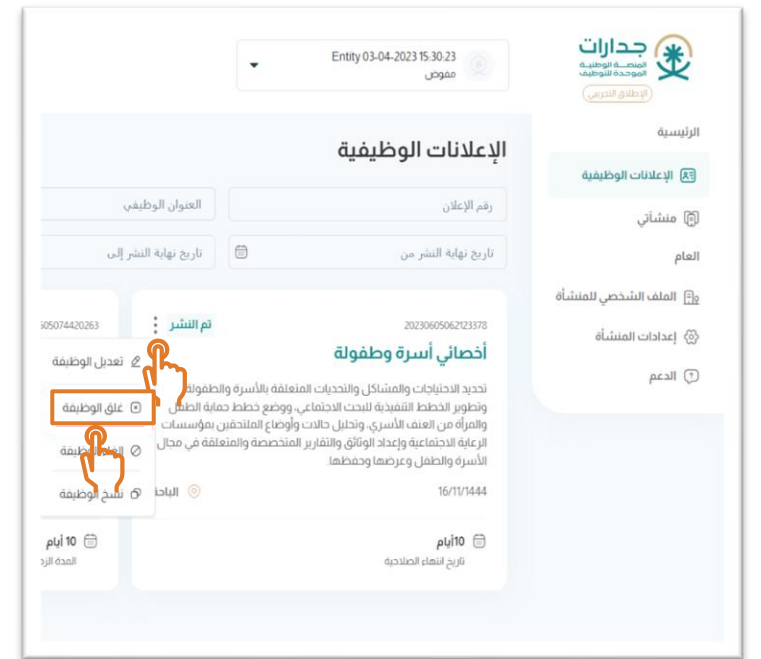 جدارات
المنصة الوطنية
الموحدة للتوظيف
الإطلاق التجريبي
Entity 03-04-2023 15:30:23
مفوض
الرئيسية
الإعلانات الوظيفية
منشآتي
العام
الملف الشخصي للمنشأة
إعدادات المنشأة
الدعم
الإعلانات الوظيفية
رقم الإعلان
العنوان الوظيفي
تاريخ نهاية النشر من
تاريخ نهاية النشر إلى
20230605062123378
تم النشر
أخصائي أسرة وطفولة
تحديد الاحتياجات والمشاكل والتحديات المتعلقة بالأسرة والطفولة
وتطوير الخطط التنفيذية للبحث الاجتماعي، ووضع خطط حماية الطفل
والمرأة من العنف الأسري، وتحليل حالات وأوضاع الملتحقين بمؤسسات
الرعاية الاجتماعية وإعداد الوثائق والتقارير المتخصصة والمتعلقة في مجال
الأسرة والطفل وعرضها وحفظها.
16/11/1444
الباحة
10أيام
تاريخ انتهاء الصلاحية
605074420263
تعديل الوظيفة
غلق الوظيفة
الوظيفة
نسخ الوظيفة
10 أيام
المدة